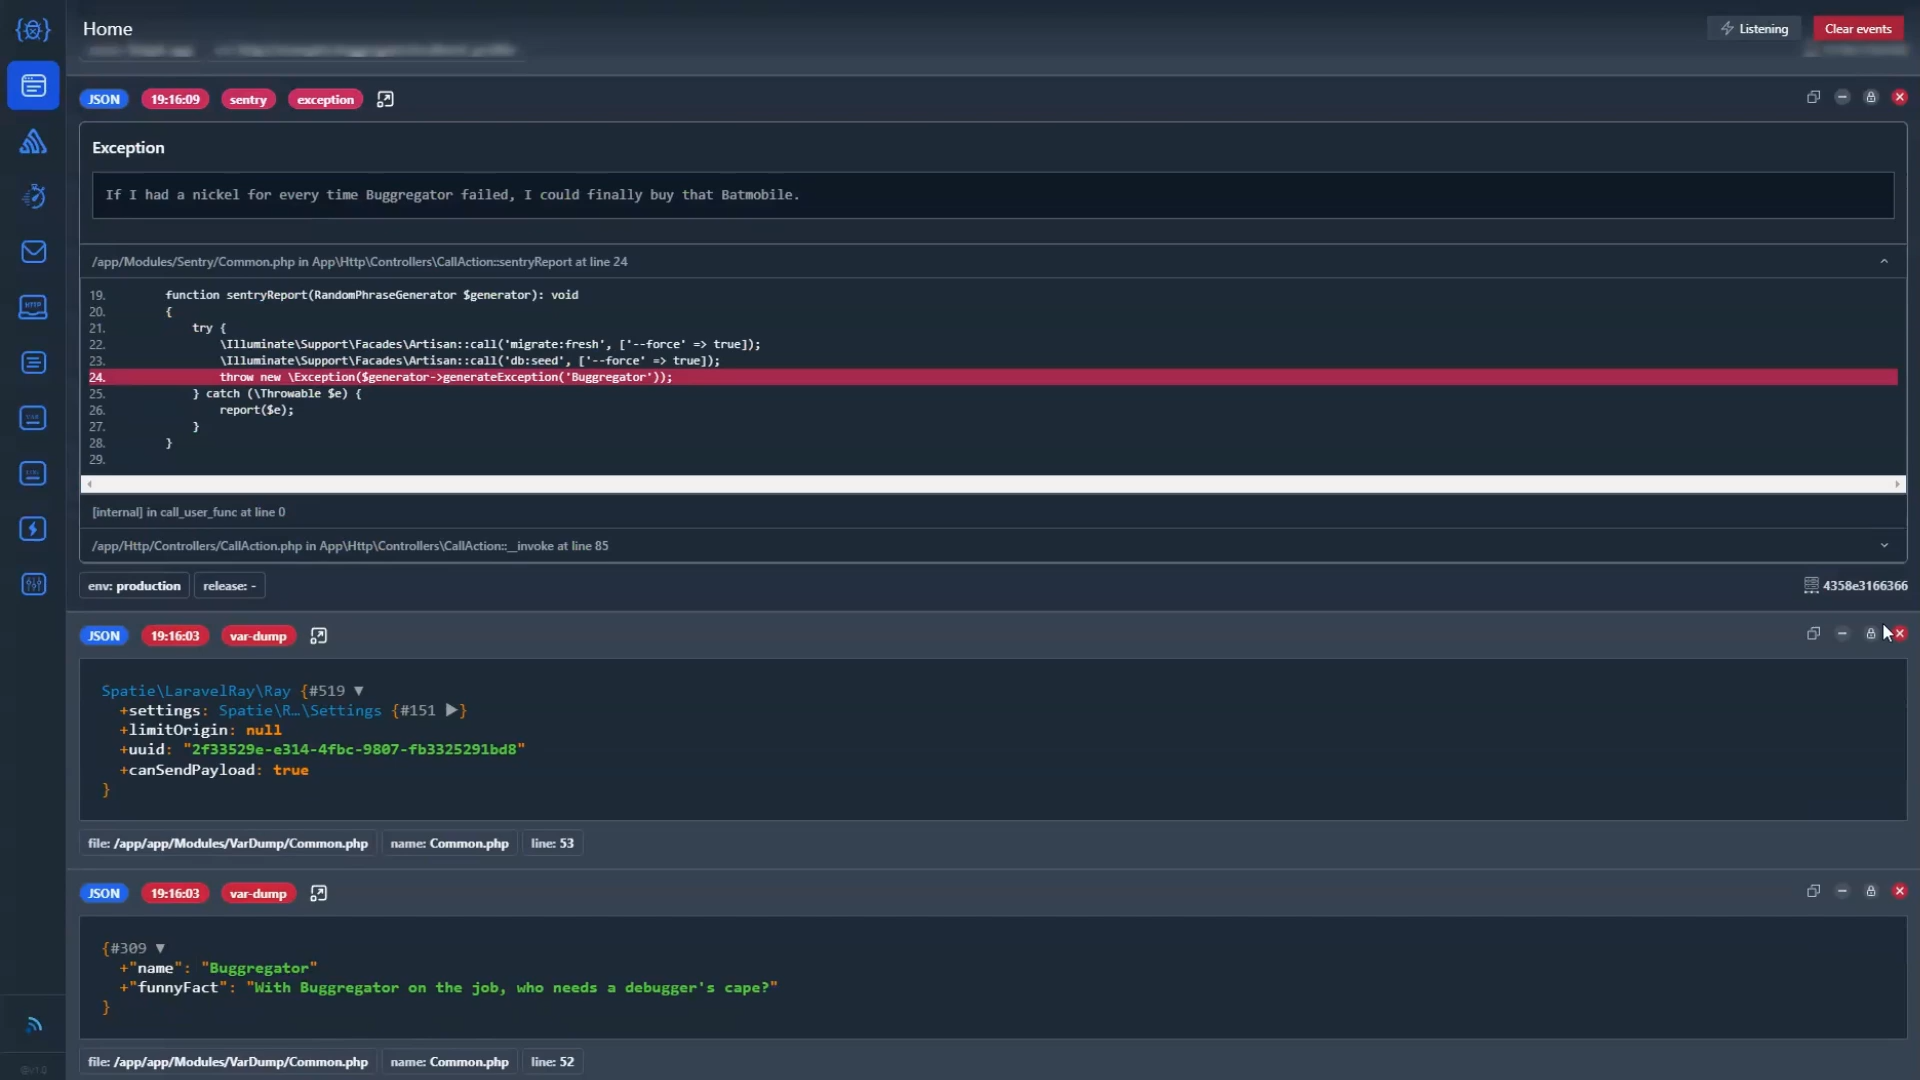 Home
Listening
Clear events
JSON 19:16:09 sentry exception
Exception
If I had a nickel for every time Buggregator failed, I could finally buy that Batmobile.
/app/Modules/Sentry/Common.php in App\Http\Controllers\CallAction::sentryReport at line 24
19. function sentryReport(RandomPhraseGenerator $generator): void
20. {
21. try {
22. \Illuminate\Support\Facades\Artisan::call('migrate:fresh', ['--force' => true]);
23. \Illuminate\Support\Facades\Artisan::call('db:seed', ['--force' => true]);
24. throw new \Exception($generator->generateException('Buggregator'));
25. } catch (\Throwable $e) {
26. report($e);
27. }
28. }
29.
[internal] in call_user_func at line 0
/app/Http/Controllers/CallAction.php in App\Http\Controllers\CallAction::__invoke at line 85
env: production release: - 4358e3166366
JSON 19:16:03 var-dump
Spatie\LaravelRay\Ray {#519 ▼
+settings: Spatie\R…\Settings {#151 ▶}
+limitOrigin: null
+uuid: "2f33529e-e314-4fbc-9807-fb3325291bd8"
+canSendPayload: true
}
file: /app/app/Modules/VarDump/Common.php name: Common.php line: 53
JSON 19:16:03 var-dump
{#309 ▼
+"name": "Buggregator"
+"funnyFact": "With Buggregator on the job, who needs a debugger's cape?"
}
file: /app/app/Modules/VarDump/Common.php name: Common.php line: 52